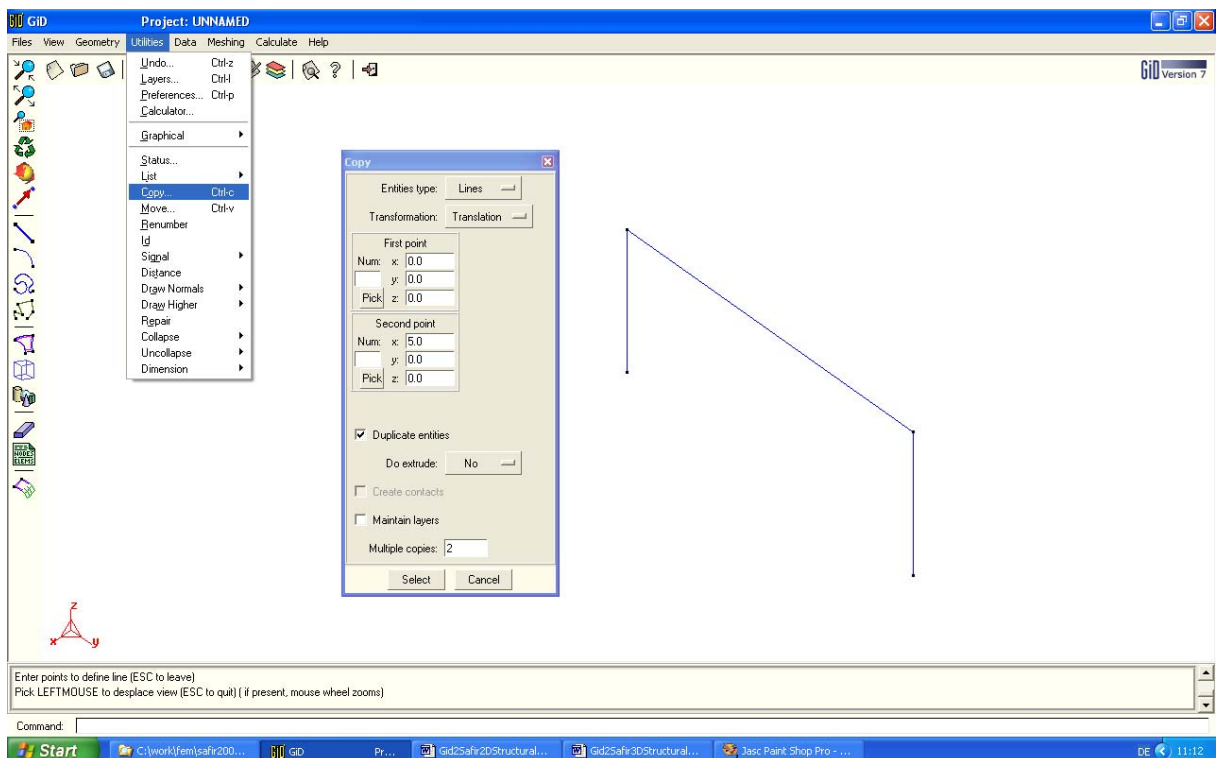 GiD GiD Project: UNNAMED
Files View Geometry Utilities Data Meshing Calculate Help
GiD Version 7
Undo... Ctrl-z
Layers... Ctrl-l
Preferences... Ctrl-p
Calculator...
Graphical
Status...
List
Copy... Ctrl-c
Move... Ctrl-v
Renumber
Id
Signal
Distance
Draw Normals
Draw Higher
Repair
Collapse
Uncollapse
Dimension
NODES
ELEMS
Copy
Entities type: Lines
Transformation: Translation
First point
Num: x: 0.0
y: 0.0
Pick z: 0.0
Second point
Num: x: 5.0
y: 0.0
Pick z: 0.0
Duplicate entities
Do extrude: No
Create contacts
Maintain layers
Multiple copies: 2
Select Cancel
z
x y
Enter points to define line (ESC to leave)
Pick LEFTMOUSE to desplace view (ESC to quit) ( if present, mouse wheel zooms)
Command:
Start C:\work\fem\safir200... GiD GiD Pr... Gid2Safir2DStructural... Gid2Safir3DStructural... Jasc Paint Shop Pro - ... DE 11:12